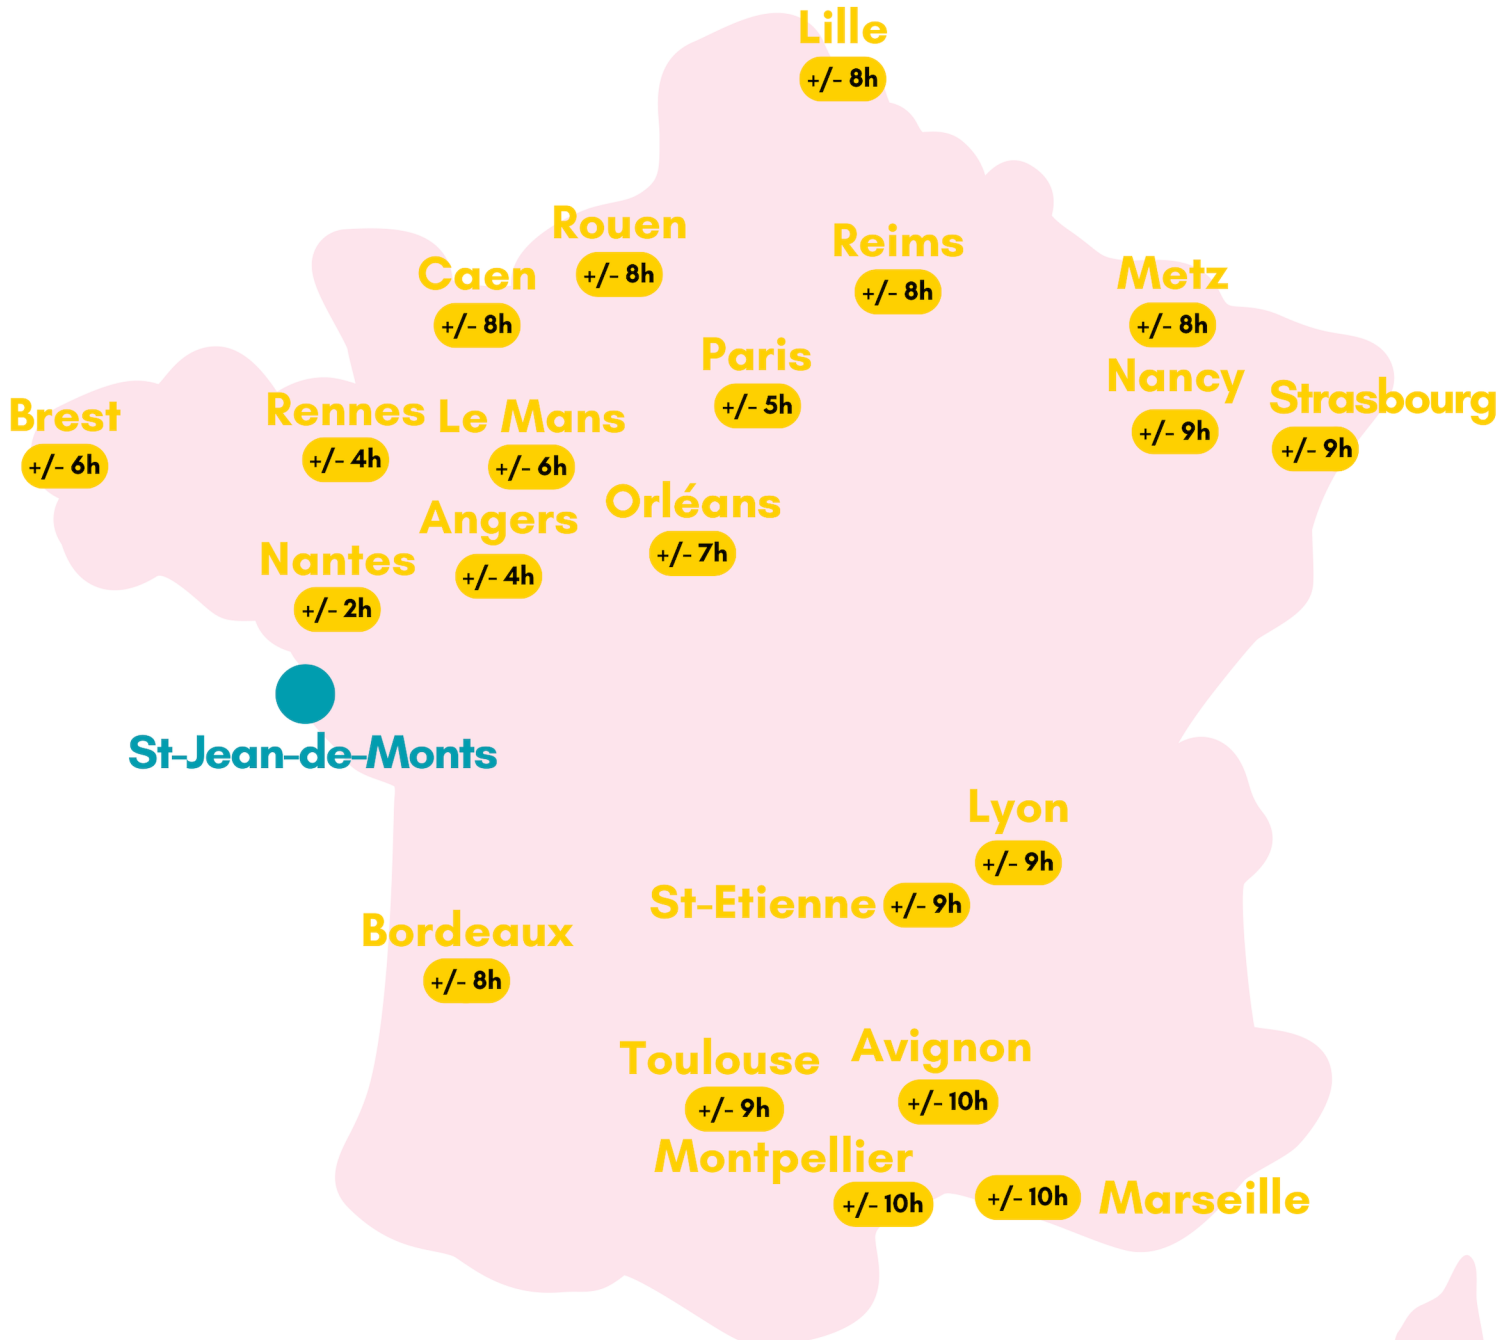 Lille
+/- 8h
Rouen
+/- 8h
Reims
+/- 8h
Caen
+/- 8h
Metz
+/- 8h
Paris
+/- 5h
Nancy
+/- 9h
Strasbourg
+/- 9h
Brest
+/- 6h
Rennes
+/- 4h
Le Mans
+/- 6h
Orléans
+/- 7h
Angers
+/- 4h
Nantes
+/- 2h
St-Jean-de-Monts
Lyon
+/- 9h
St-Etienne +/- 9h
Bordeaux
+/- 8h
Toulouse
+/- 9h
Avignon
+/- 10h
Montpellier
+/- 10h
+/- 10h Marseille